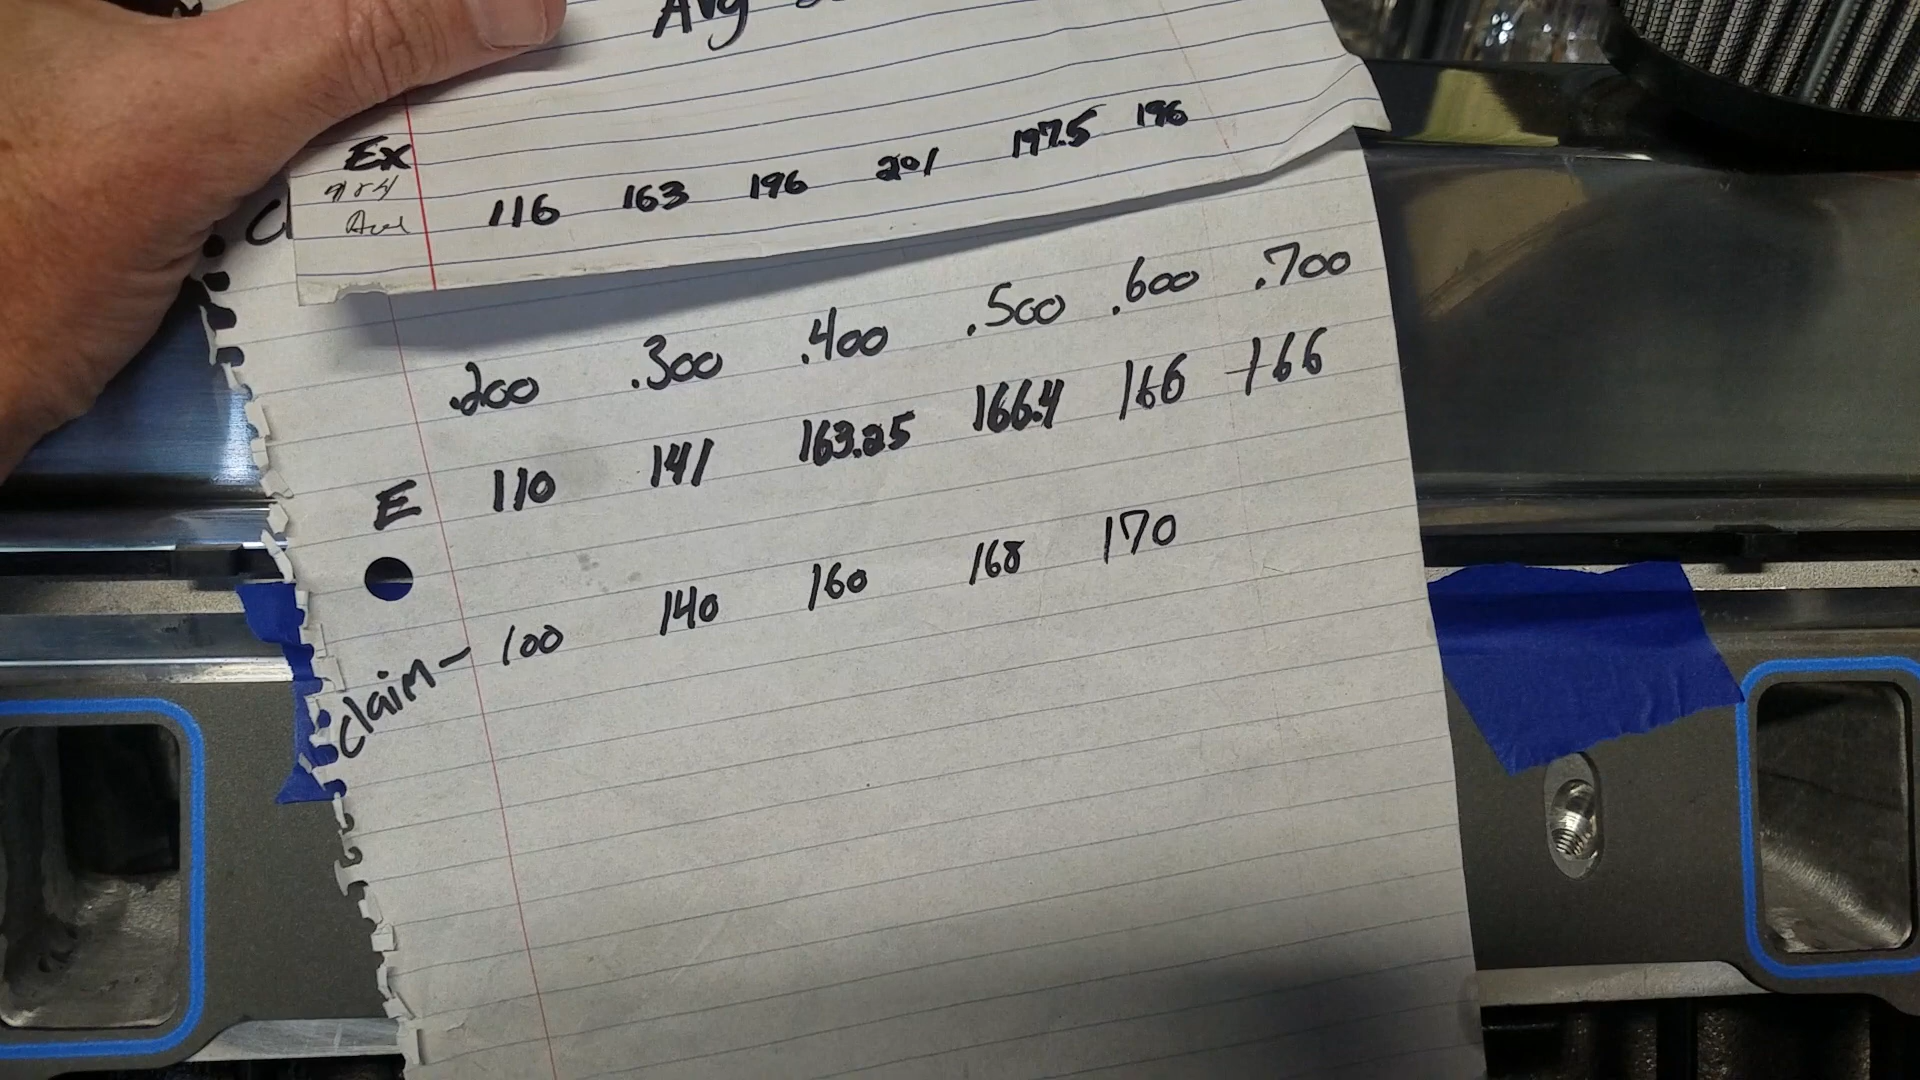 Avg
Ex
116 163 196 201 197.5 196
.200 .300 .400 .500 .600 .700
E 110 141 163.25 166.4 166 166
Claim- 100 140 160 168 170